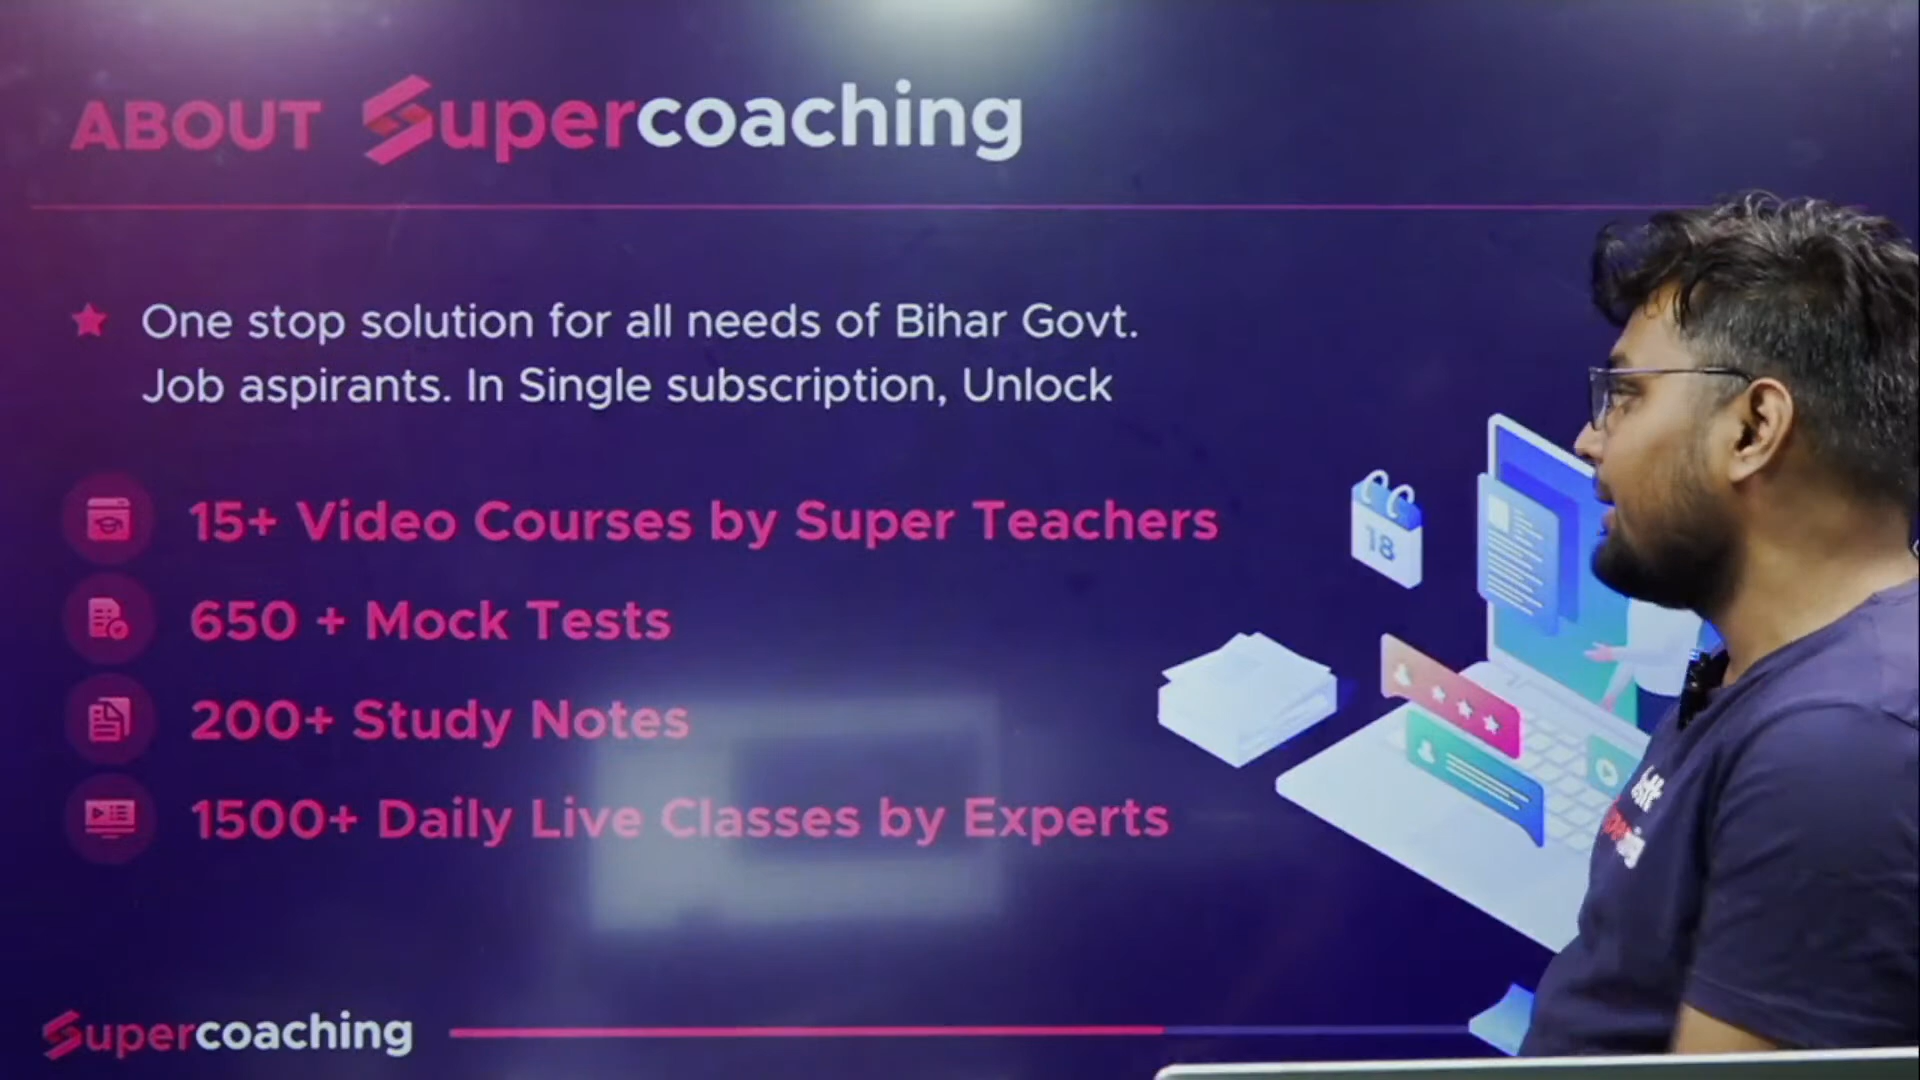 ABOUT Supercoaching
One stop solution for all needs of Bihar Govt.
Job aspirants. In Single subscription, Unlock
15+ Video Courses by Super Teachers
650 + Mock Tests
200+ Study Notes
1500+ Daily Live Classes by Experts
18
Supercoaching